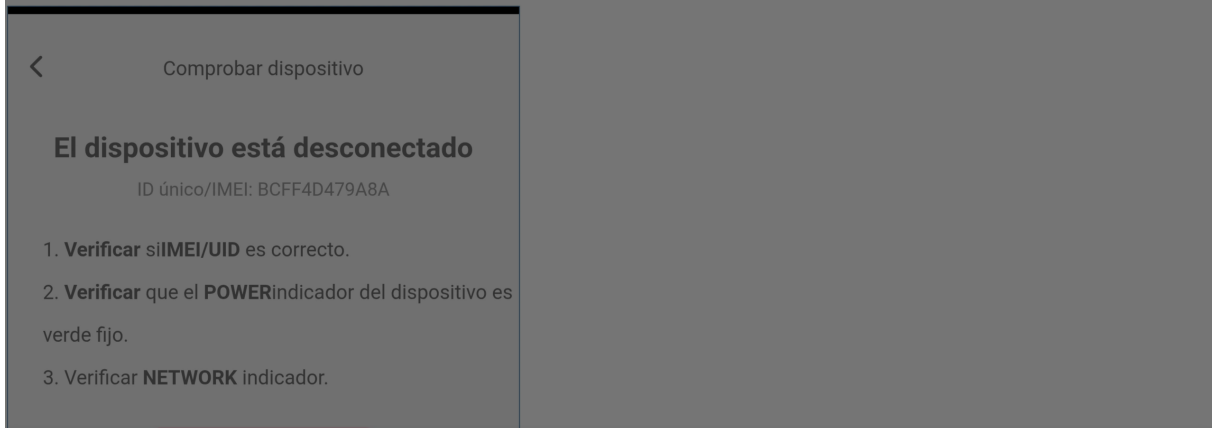 Comprobar dispositivo
El dispositivo está desconectado
ID único/IMEI: BCFF4D479A8A
1. Verificar siIMEI/UID es correcto.
2. Verificar que el POWERindicador del dispositivo es
verde fijo.
3. Verificar NETWORK indicador.